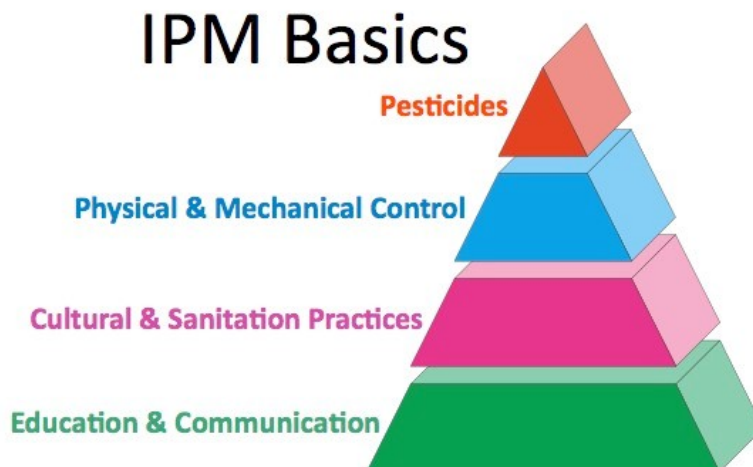 IPM Basics
Pesticides
Physical & Mechanical Control
Cultural & Sanitation Practices
Education & Communication